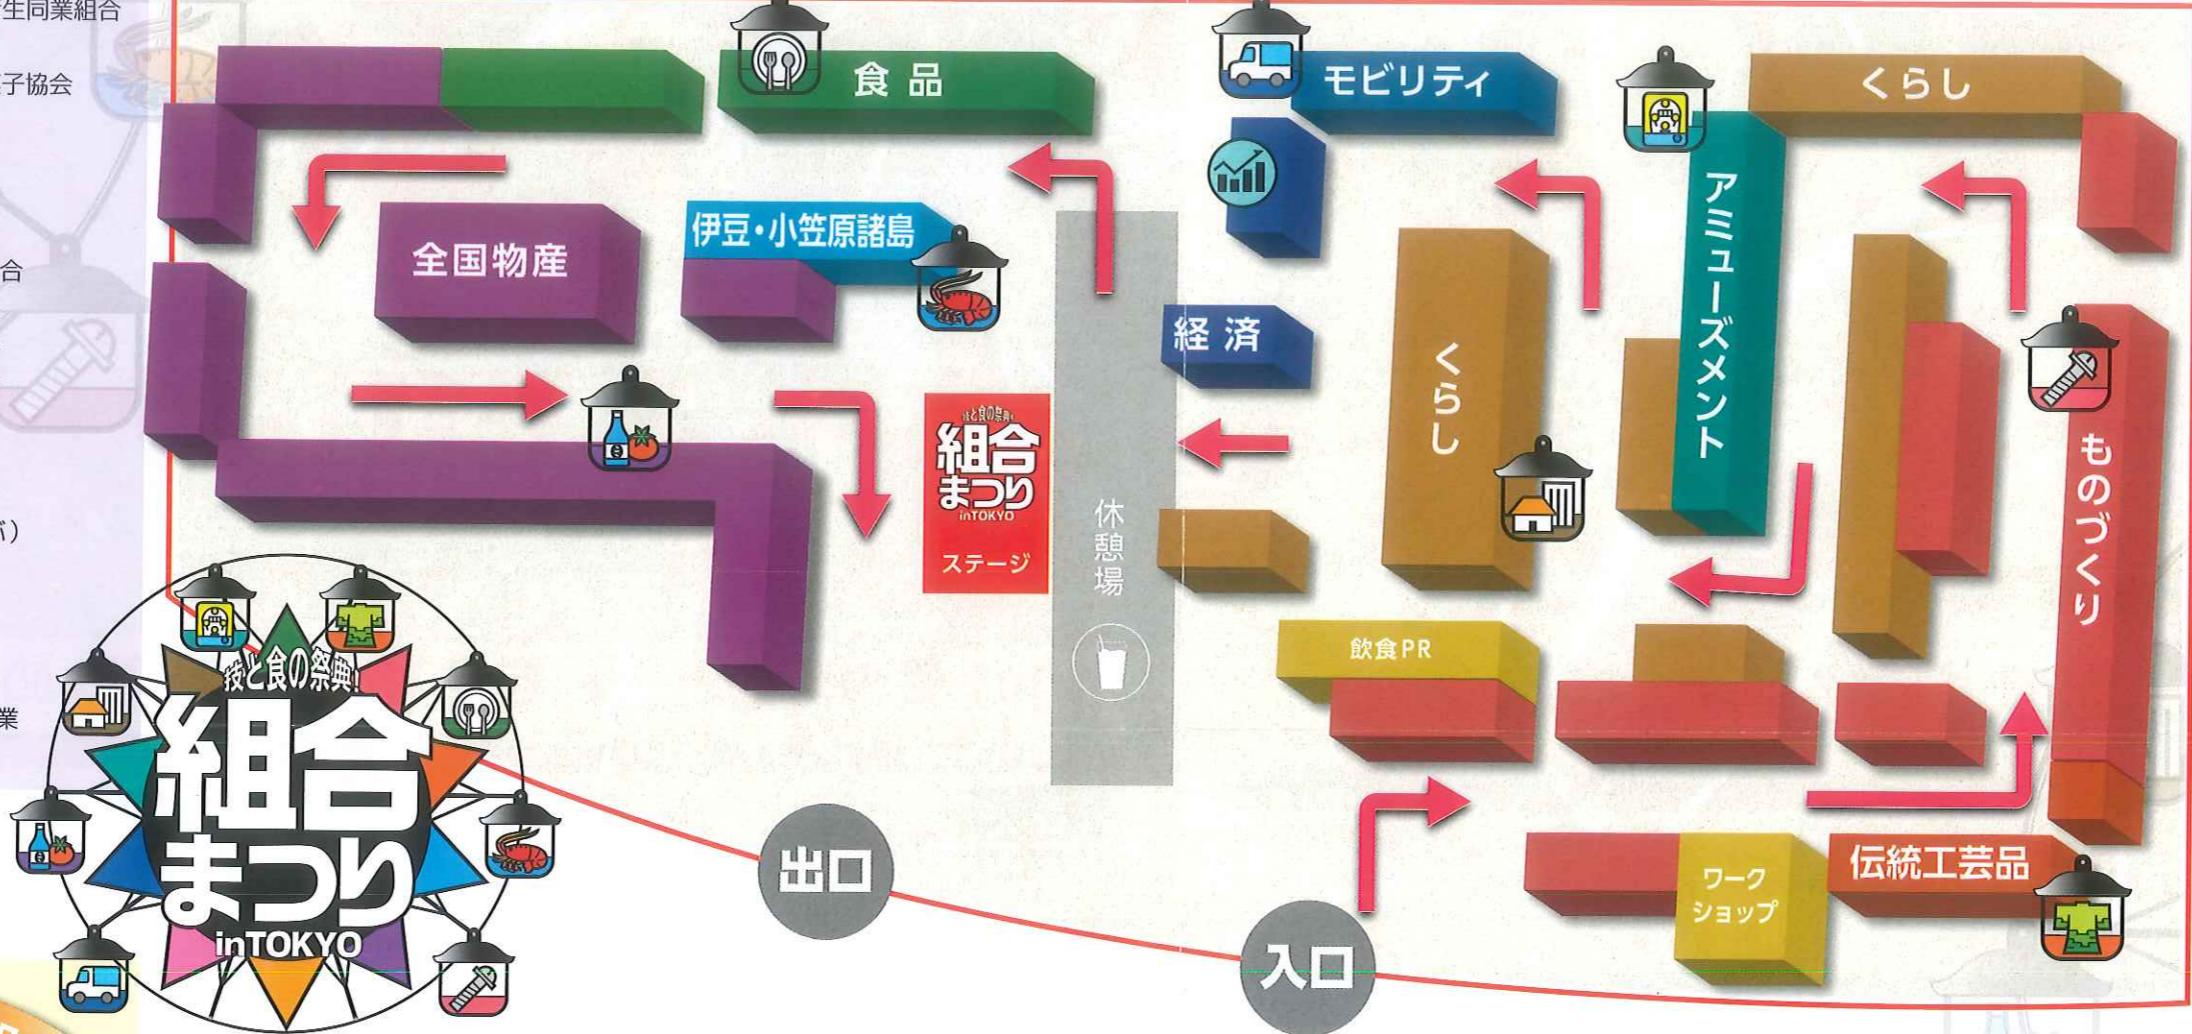 生同業組合
子協会
合
業
食品
モビリティ
くらし
アミューズメント
全国物産
伊豆・小笠原諸島
経済
くらし
ものづくり
技と食の祭典!
組合
まつり
inTOKYO
ステージ
休憩場
飲食PR
ワーク
ショップ
伝統工芸品
出口
入口
技と食の祭典!
組合
まつり
inTOKYO